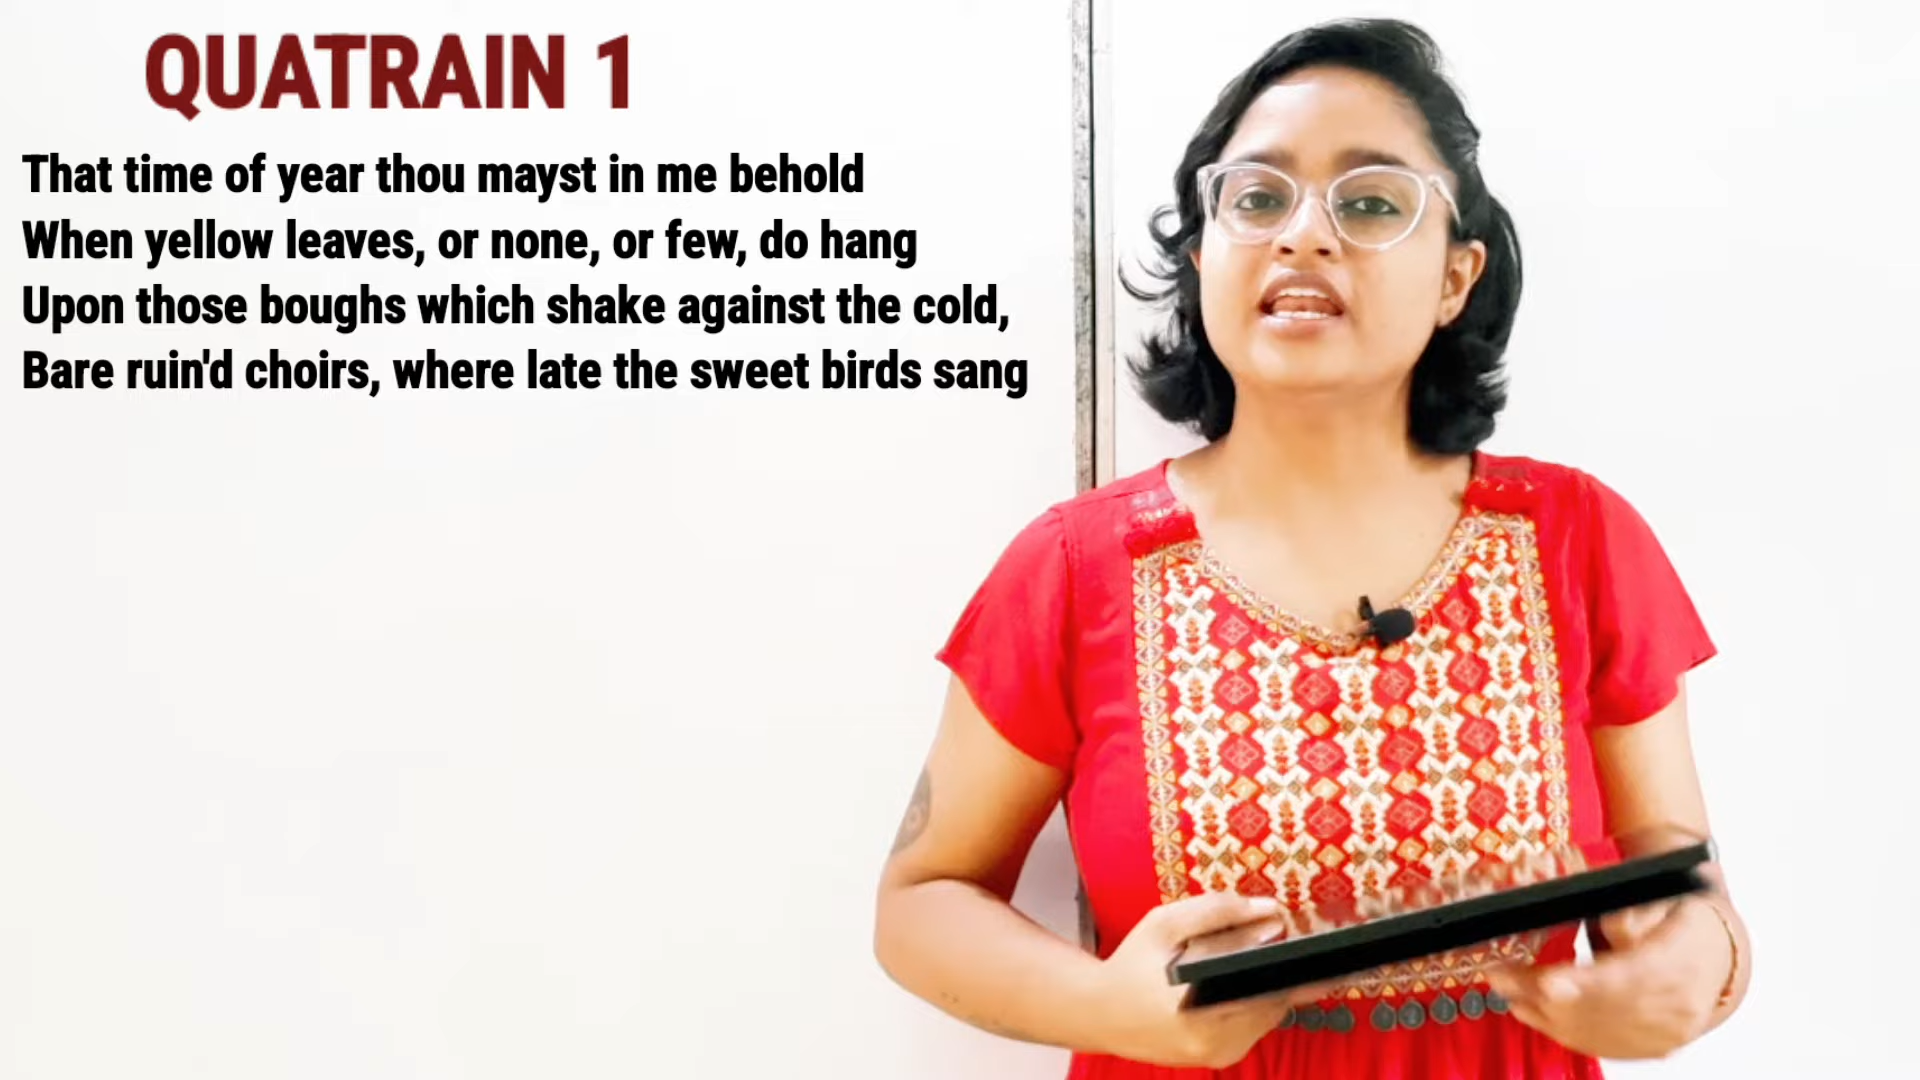 QUATRAIN 1
That time of year thou mayst in me behold
When yellow leaves, or none, or few, do hang
Upon those boughs which shake against the cold,
Bare ruin'd choirs, where late the sweet birds sang